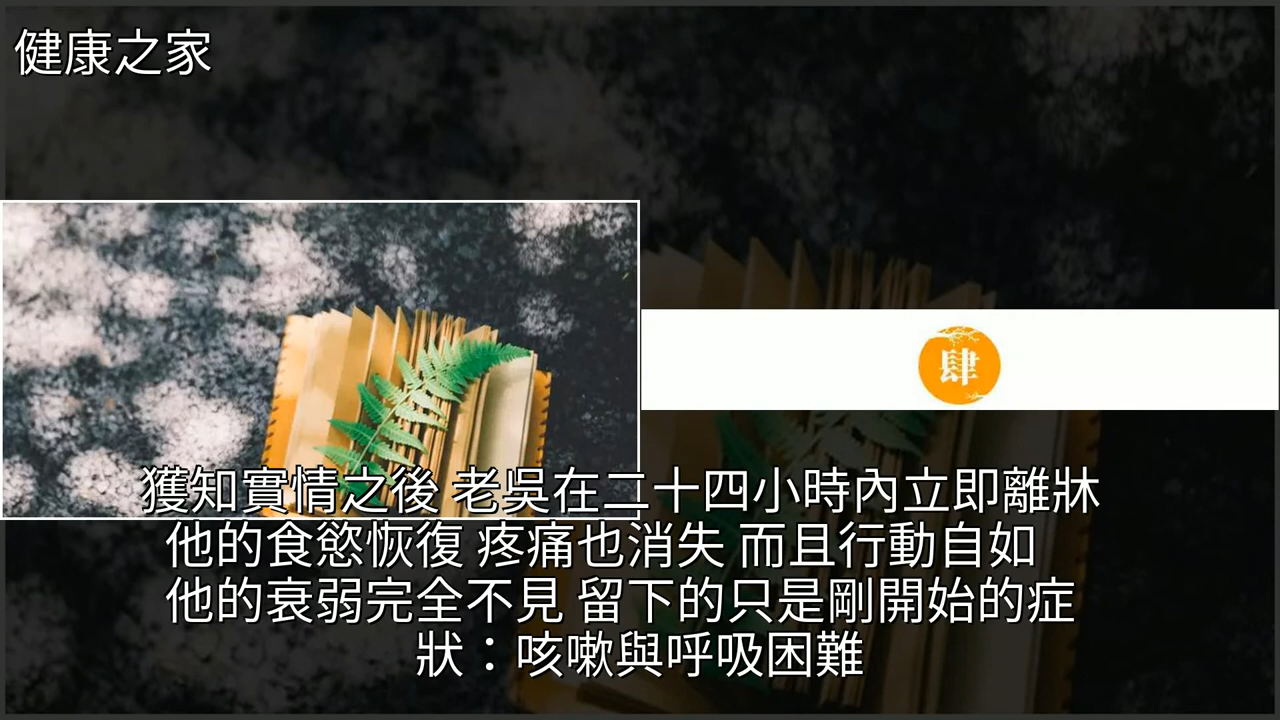 健康之家
肆
獲知實情之後 老吳在二十四小時內立即離牀
他的食慾恢復 疼痛也消失 而且行動自如
他的衰弱完全不見 留下的只是剛開始的症
狀：咳嗽與呼吸困難